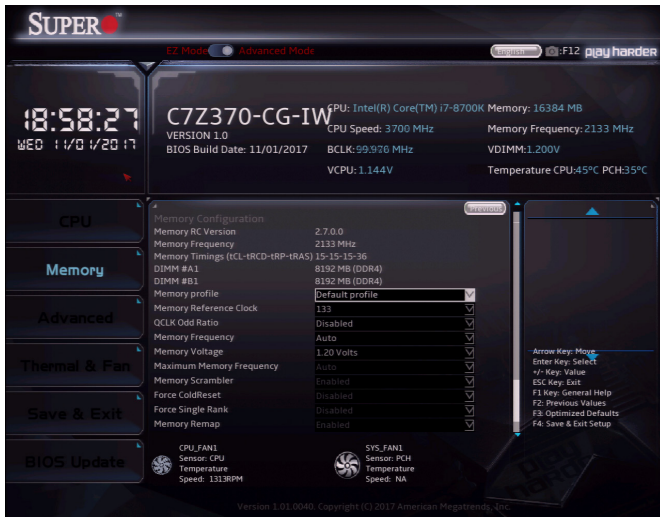 SUPER
EZ Mode Advanced Mode
English :F12 play harder
18:58:27
WED 11/01/2017
C7Z370-CG-IW
VERSION 1.0
BIOS Build Date: 11/01/2017
CPU: Intel(R) Core(TM) i7-8700K
CPU Speed: 3700 MHz
BCLK: 99.976 MHz
VCPU: 1.144V
Memory: 16384 MB
Memory Frequency: 2133 MHz
VDIMM:1.200V
Temperature CPU:45ºC PCH:35ºC
CPU
Memory
Advanced
Thermal & Fan
Save & Exit
BIOS Update
Previous
Memory Configuration
Memory RC Version 2.7.0.0
Memory Frequency 2133 MHz
Memory Timings (tCL-tRCD-tRP-tRAS) 15-15-15-36
DIMM #A1 8192 MB (DDR4)
DIMM #B1 8192 MB (DDR4)
Memory profile Default profile
Memory Reference Clock 133
QCLK Odd Ratio Disabled
Memory Frequency Auto
Memory Voltage 1.20 Volts
Maximum Memory Frequency Auto
Memory Scrambler Enabled
Force ColdReset Enabled
Force Single Rank Disabled
Memory Remap Enabled
Arrow Key: Move
Enter Key: Select
+/- Key: Value
ESC Key: Exit
F1 Key: General Help
F2: Previous Values
F3: Optimized Defaults
F4: Save & Exit Setup
CPU_FAN1
Sensor: CPU
Temperature
Speed: 1313RPM
SYS_FAN1
Sensor: PCH
Temperature
Speed: NA
Version 1.01.0040. Copyright (C) 2017 American Megatrends, Inc.